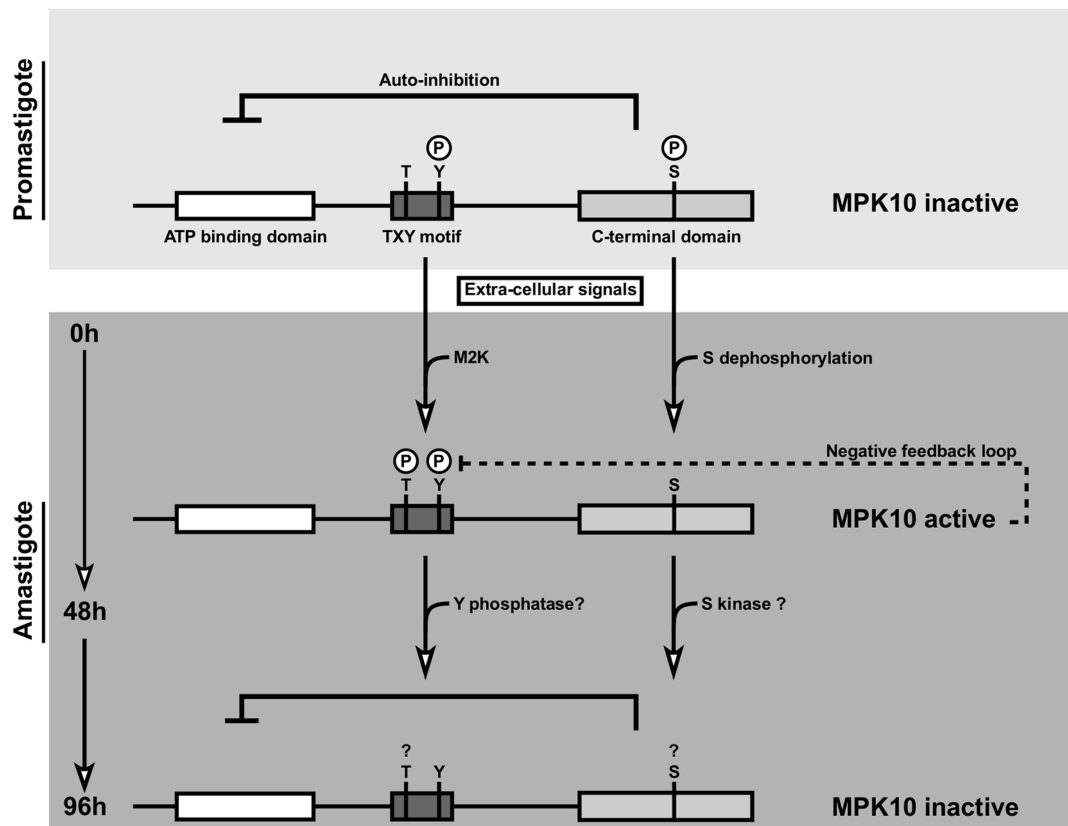 Promastigote
Auto-inhibition
P
P
T Y
S
MPK10 inactive
ATP binding domain
TXY motif
C-terminal domain
Extra-cellular signals
0h
M2K
S dephosphorylation
Negative feedback loop
P P
T Y
S
MPK10 active
Amastigote
48h
Y phosphatase?
S kinase ?
?
?
T Y
S
96h
MPK10 inactive